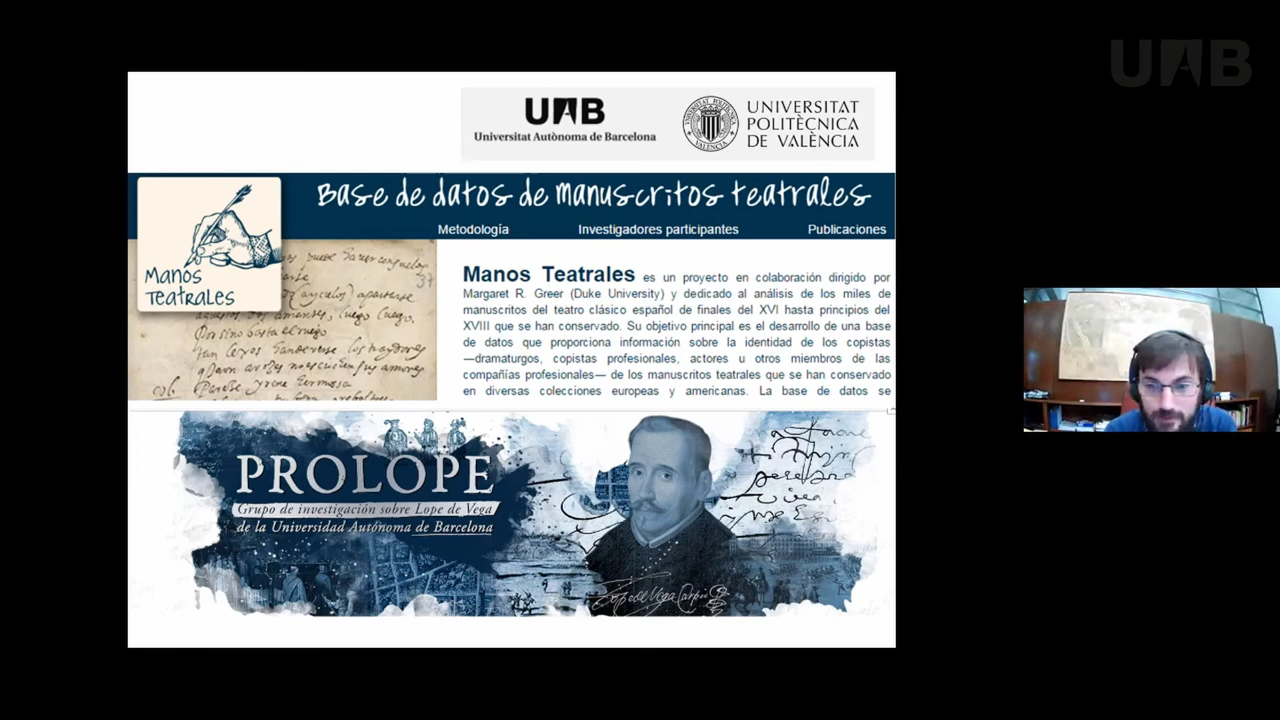 UAB
UAB
Universitat Autònoma de Barcelona
UNIVERSITAT
POLITÈCNICA
DE VALÈNCIA
Base de datos de manuscritos teatrales
Metodología Investigadores participantes Publicaciones
Manos
Teatrales
Manos Teatrales es un proyecto en colaboración dirigido por
Margaret R. Greer (Duke University) y dedicado al análisis de los miles de
manuscritos del teatro clásico español de finales del XVI hasta principios del
XVIII que se han conservado. Su objetivo principal es el desarrollo de una base
de datos que proporciona información sobre la identidad de los copistas
—dramaturgos, copistas profesionales, actores u otros miembros de las
compañías profesionales— de los manuscritos teatrales que se han conservado
en diversas colecciones europeas y americanas. La base de datos se
PROLOPE
Grupo de investigación sobre Lope de Vega
de la Universidad Autónoma de Barcelona
Lope de Vega Carpio